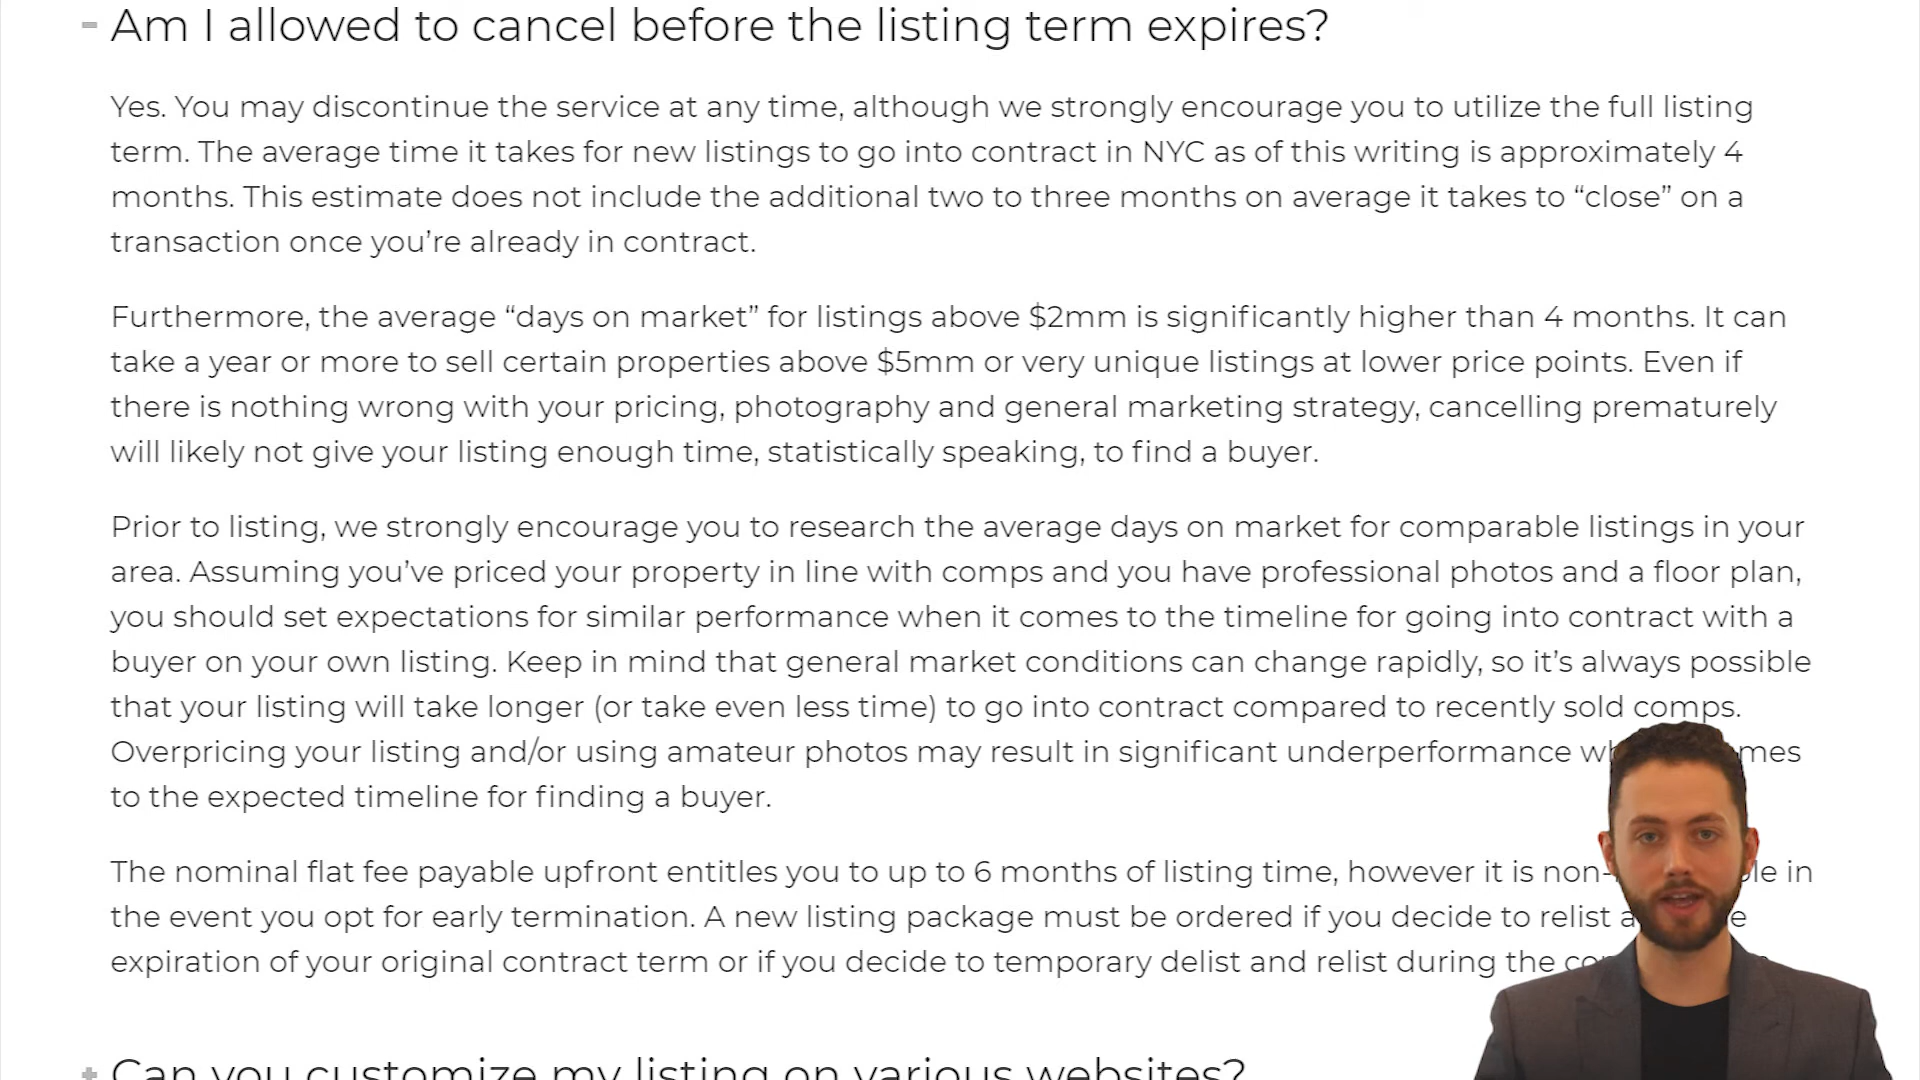 Am I allowed to cancel before the listing term expires?
Yes. You may discontinue the service at any time, although we strongly encourage you to utilize the full listing
term. The average time it takes for new listings to go into contract in NYC as of this writing is approximately 4
months. This estimate does not include the additional two to three months on average it takes to “close” on a
transaction once you’re already in contract.
Furthermore, the average “days on market” for listings above $2mm is significantly higher than 4 months. It can
take a year or more to sell certain properties above $5mm or very unique listings at lower price points. Even if
there is nothing wrong with your pricing, photography and general marketing strategy, cancelling prematurely
will likely not give your listing enough time, statistically speaking, to find a buyer.
Prior to listing, we strongly encourage you to research the average days on market for comparable listings in your
area. Assuming you’ve priced your property in line with comps and you have professional photos and a floor plan,
you should set expectations for similar performance when it comes to the timeline for going into contract with a
buyer on your own listing. Keep in mind that general market conditions can change rapidly, so it’s always possible
that your listing will take longer (or take even less time) to go into contract compared to recently sold comps.
Overpricing your listing and/or using amateur photos may result in significant underperformance
to the expected timeline for finding a buyer.
The nominal flat fee payable upfront entitles you to up to 6 months of listing time, however it is in
the event you opt for early termination. A new listing package must be ordered if you decide to relist
expiration of your original contract term or if you decide to temporary delist and relist during the
Can you customize my listing on various websites?